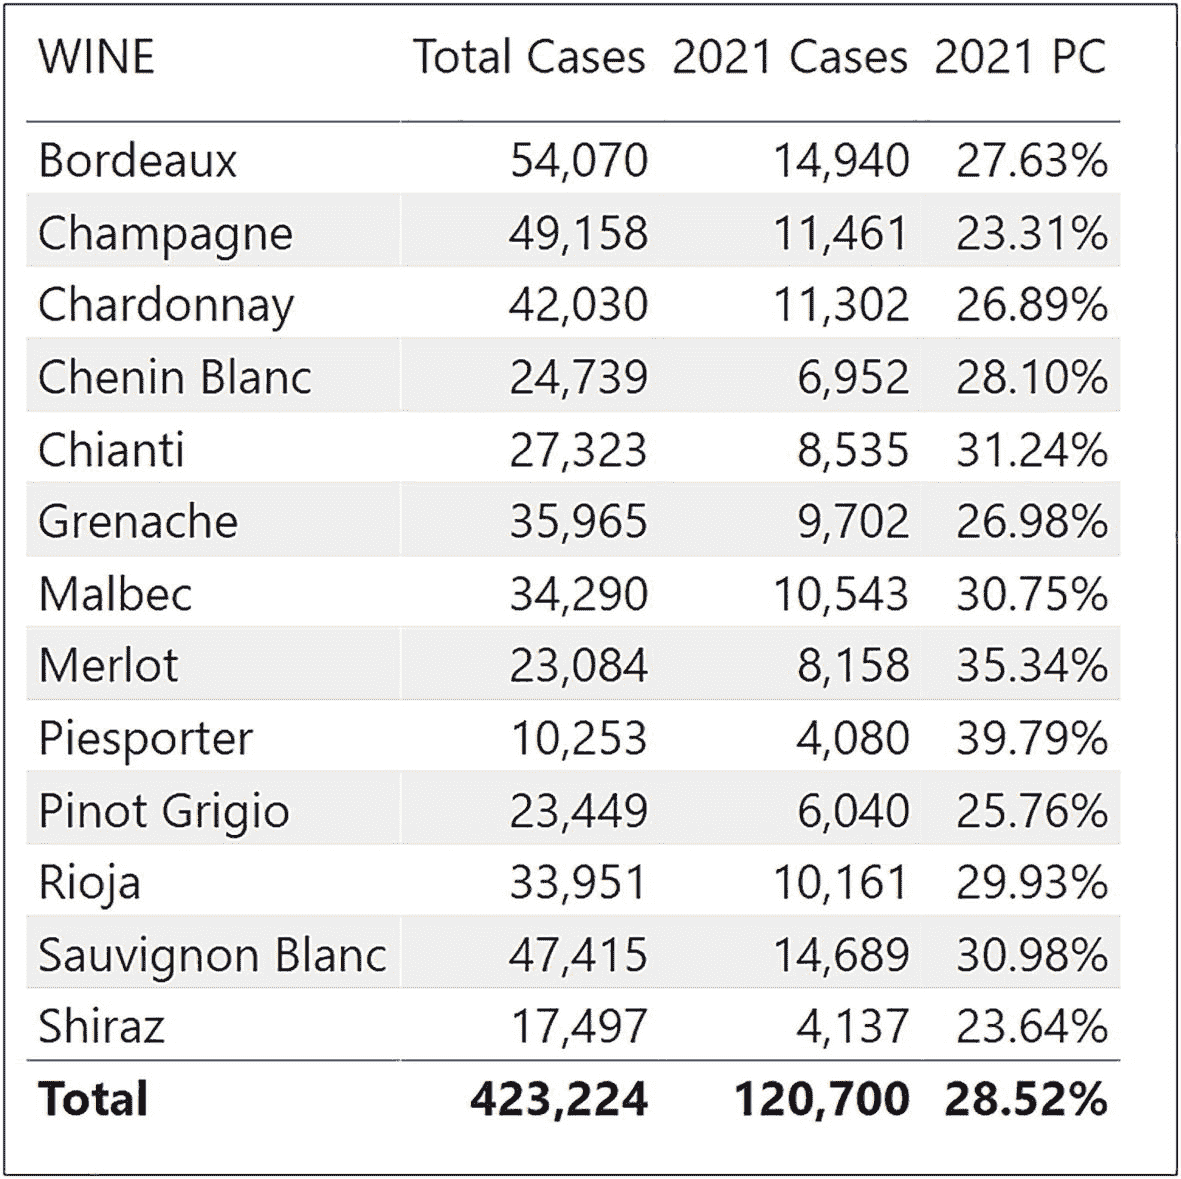 WINE Total Cases 2021 Cases 2021 PC
Bordeaux 54,070 14,940 27.63%
Champagne 49,158 11,461 23.31%
Chardonnay 42,030 11,302 26.89%
Chenin Blanc 24,739 6,952 28.10%
Chianti 27,323 8,535 31.24%
Grenache 35,965 9,702 26.98%
Malbec 34,290 10,543 30.75%
Merlot 23,084 8,158 35.34%
Piesporter 10,253 4,080 39.79%
Pinot Grigio 23,449 6,040 25.76%
Rioja 33,951 10,161 29.93%
Sauvignon Blanc 47,415 14,689 30.98%
Shiraz 17,497 4,137 23.64%
Total 423,224 120,700 28.52%